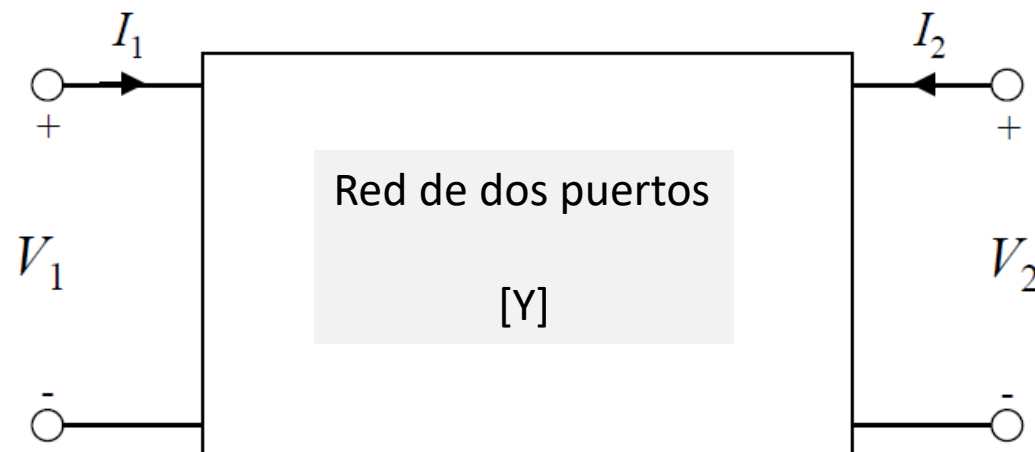 I1 I2
+ +
Red de dos puertos
V1 V2
[Y]
- -